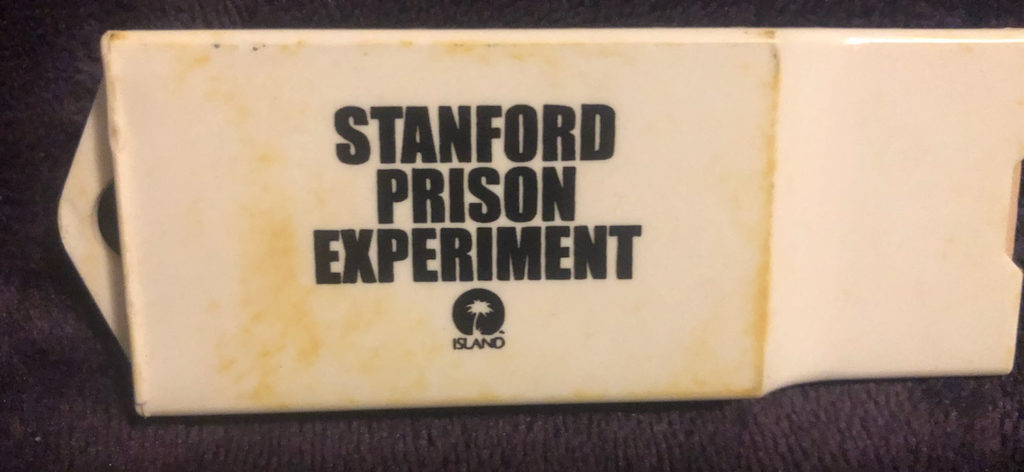 STANFORD
PRISON
EXPERIMENT
ISLAND